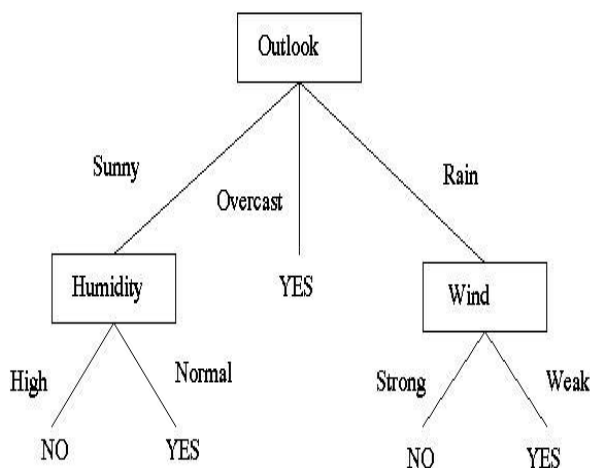 Outlook
Sunny
Overcast
Rain
Humidity
YES
Wind
High
Normal
Strong
Weak
NO
YES
NO
YES